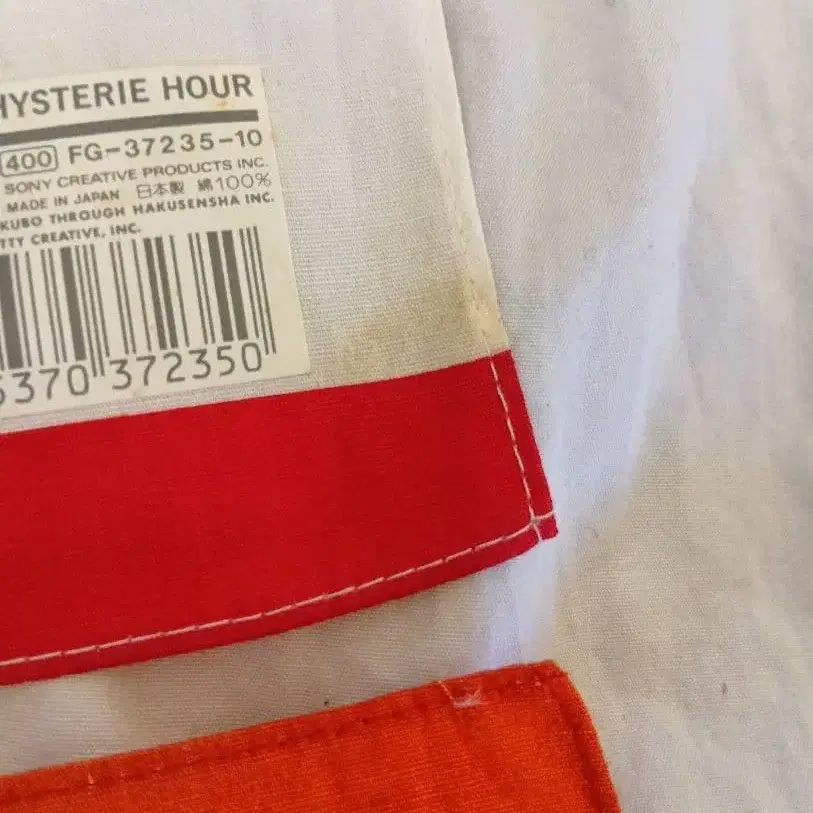 HYSTERIE HOUR
400 FG-37235-10
SONY CREATIVE PRODUCTS INC.
MADE IN JAPAN 日本製 綿100%
KUBO THROUGH HAKUSENSHA INC.
TTY CREATIVE, INC.
6370 372350